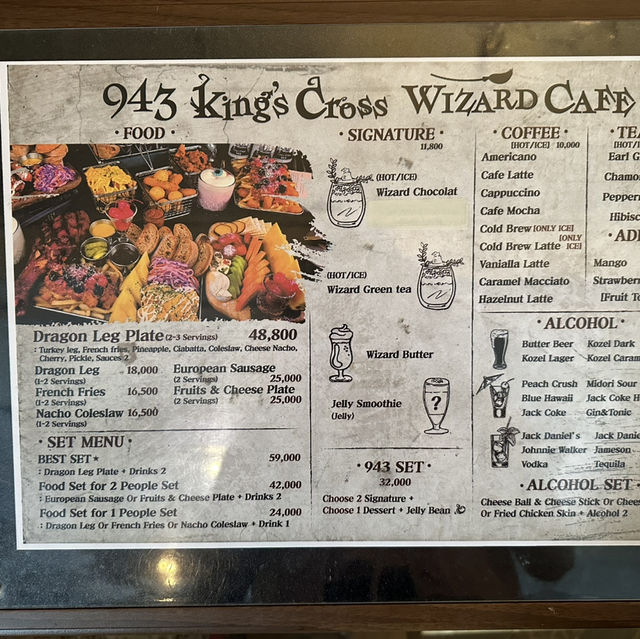 943 King's Cross WIZARD CAFE
· FOOD ·
Dragon Leg Plate (2-3 Servings) 48,800
: Turkey leg, French fries, Pineapple, Ciabatta, Coleslaw, Cheese Nacho,
Cherry, Pickle, Sauces 2
Dragon Leg 18,000
(1-2 Servings)
French Fries 16,500
(1-2 Servings)
Nacho Coleslaw 16,500
(1-2 Servings)
European Sausage
(2 Servings) 25,000
Fruits & Cheese Plate
(2 Servings) 25,000
· SET MENU ·
BEST SET★ 59,000
: Dragon Leg Plate + Drinks 2
Food Set for 2 People Set 42,000
: European Sausage Or Fruits & Cheese Plate + Drinks 2
Food Set for 1 People Set 24,000
: Dragon Leg Or French Fries Or Nacho Coleslaw + Drink 1
· SIGNATURE ·
11,800
(HOT/ICE)
Wizard Chocolat
(HOT/ICE)
Wizard Green tea
Wizard Butter
Jelly Smoothie
(Jelly)
?
· 943 SET ·
32,000
Choose 2 Signature +
Choose 1 Dessert + Jelly Bean
· COFFEE ·
[HOT/ICE] 10,000
Americano
Cafe Latte
Cappuccino
Cafe Mocha
Cold Brew [ONLY ICE]
Cold Brew Latte [ONLY ICE]
Vanialla Latte
Caramel Macciato
Hazelnut Latte
· TEA
[HOT/I
Earl G
Chamo
Pepper
Hibisc
· AD
Mango
Strawber
[Fruit To
· ALCOHOL ·
Butter Beer Kozel Dark
Kozel Lager Kozel Caram
Peach Crush Midori Sour
Blue Hawaii Jack Coke H
Jack Coke Gin&Tonic
Jack Daniel's Jack Danie
Johnnie Walker Jameson
Vodka Tequila
· ALCOHOL SET ·
Cheese Ball & Cheese Stick Or Chees
Or Fried Chicken Skin + Alcohol 2